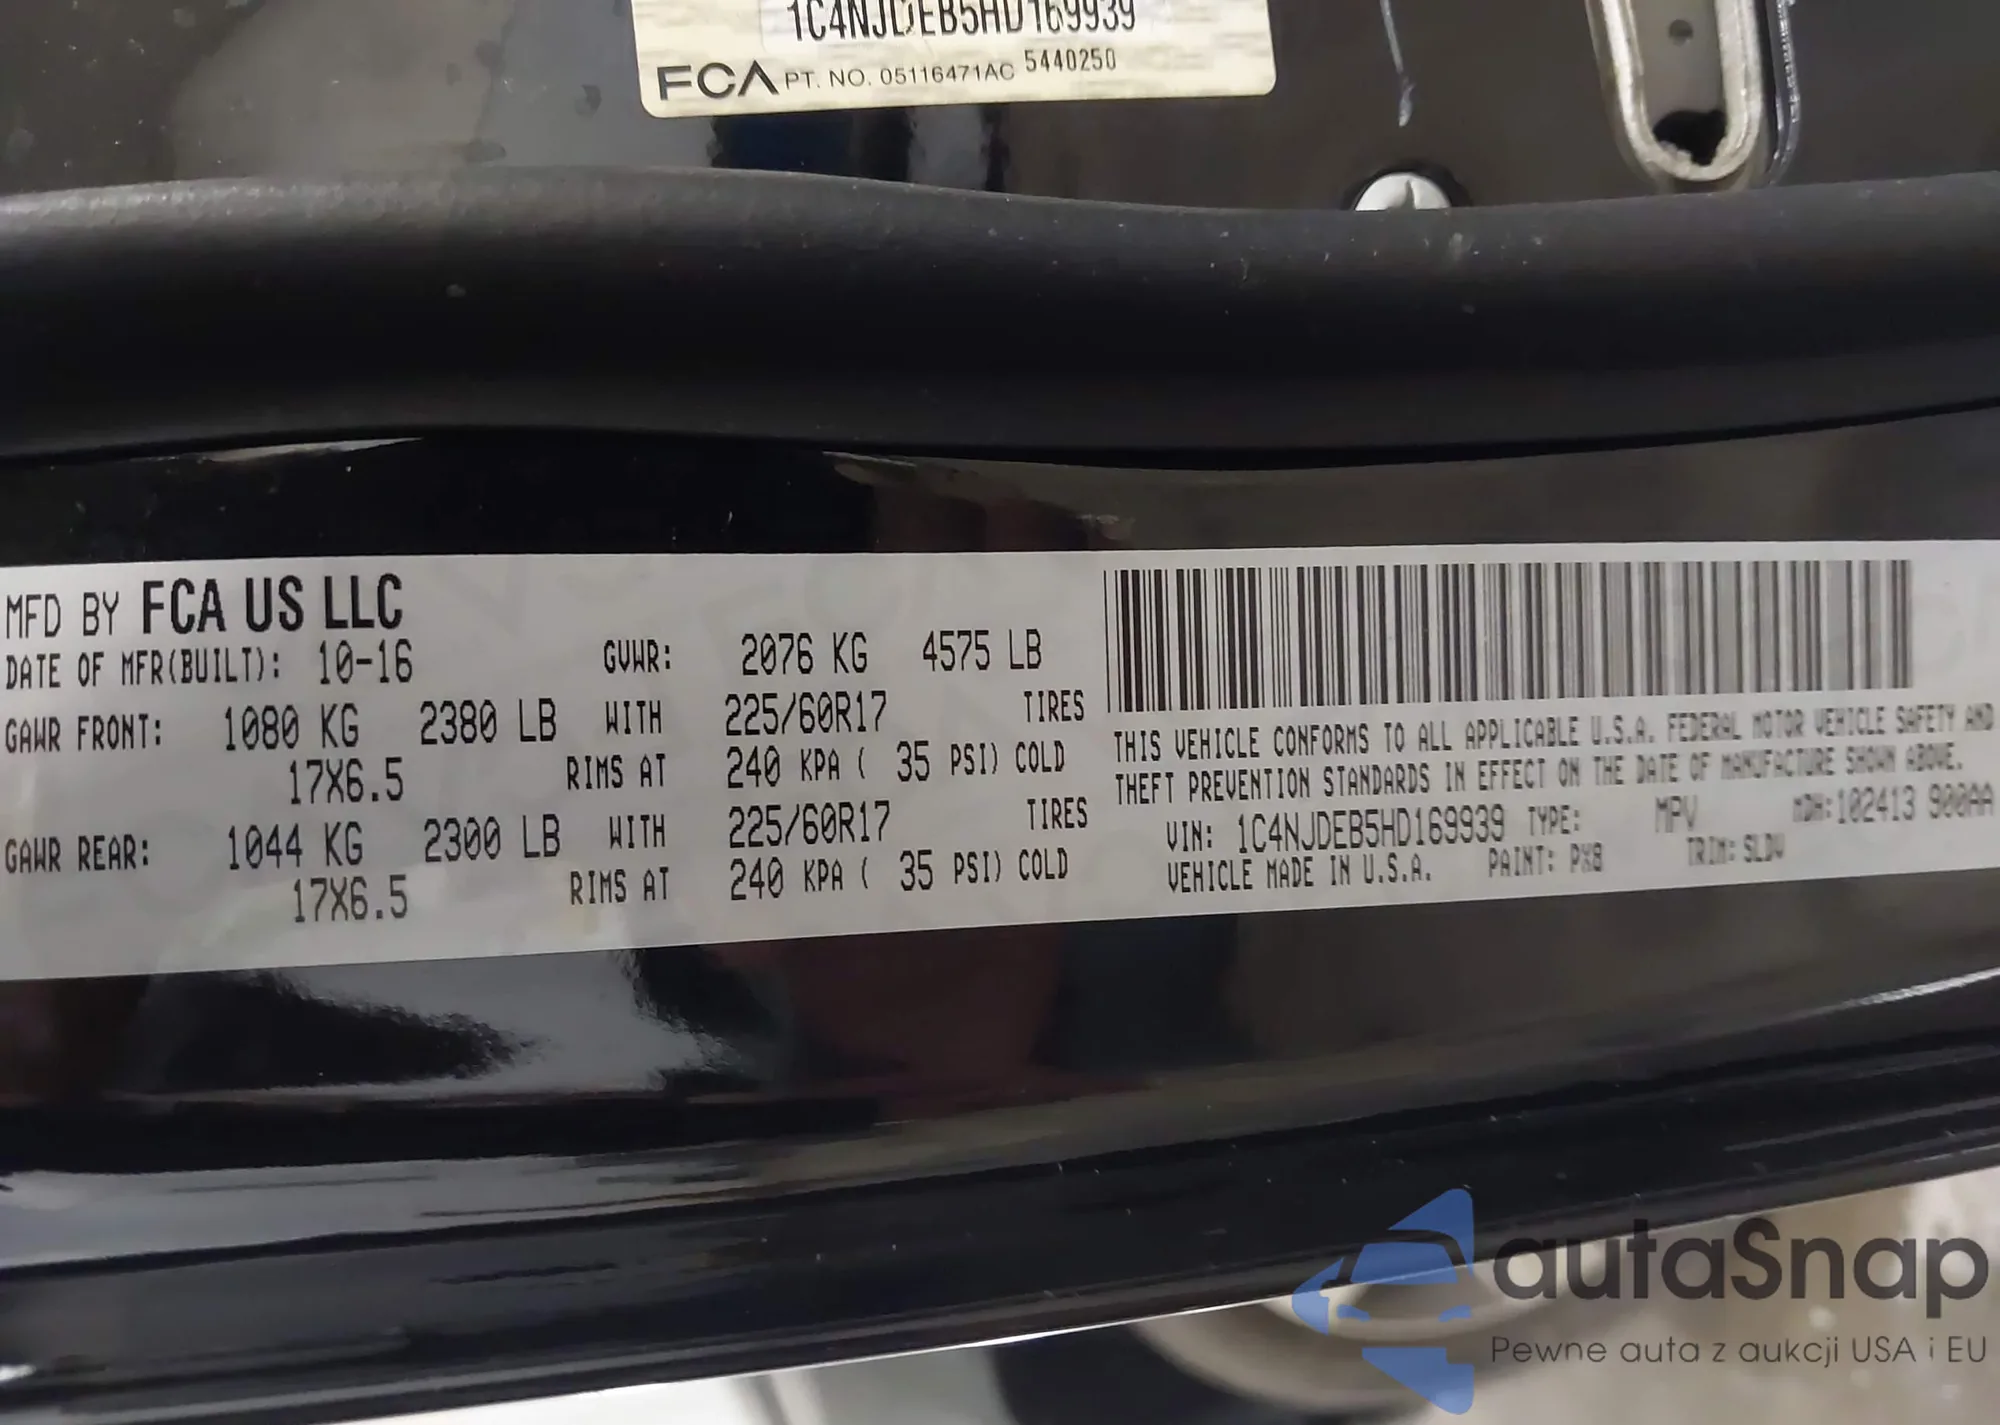 1C4NJDEB5HD169939
FCA PT. NO. 05116471AC 5440250
MFD BY FCA US LLC
DATE OF MFR(BUILT): 10-16 GVWR: 2076 KG 4575 LB
GAWR FRONT: 1080 KG 2380 LB WITH 225/60R17 TIRES
17X6.5 RIMS AT 240 KPA ( 35 PSI) COLD
GAWR REAR: 1044 KG 2300 LB WITH 225/60R17 TIRES
17X6.5 RIMS AT 240 KPA ( 35 PSI) COLD
THIS VEHICLE CONFORMS TO ALL APPLICABLE U.S.A. FEDERAL MOTOR VEHICLE SAFETY AND
THEFT PREVENTION STANDARDS IN EFFECT ON THE DATE OF MANUFACTURE SHOWN ABOVE.
VIN: 1C4NJDEB5HD169939 TYPE: MPV MDH:102413 900AA
VEHICLE MADE IN U.S.A. PAINT: PX8 TRIM: SLDV
autaSnap
Pewne auta z aukcji USA i EU